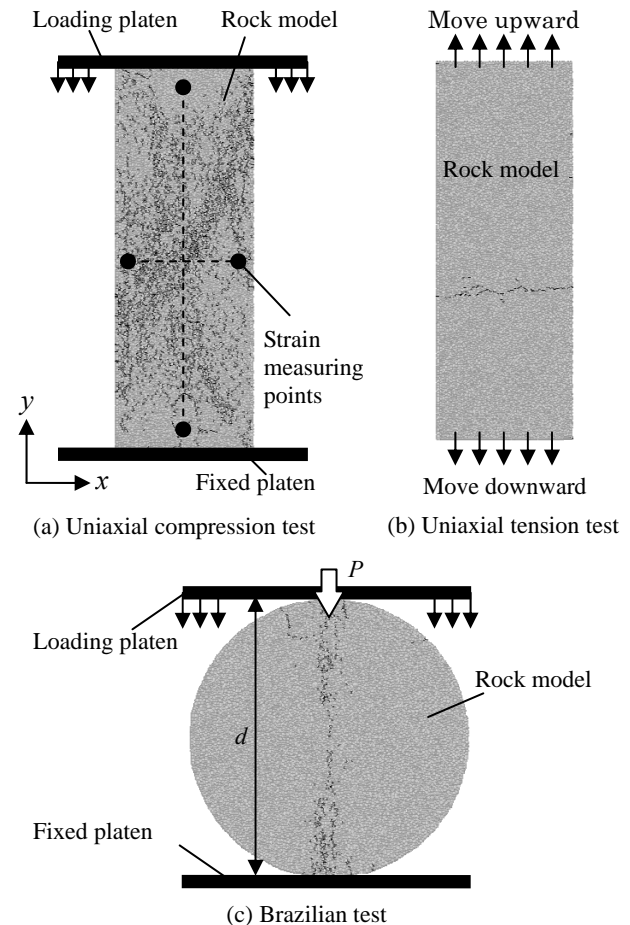 Loading platen
Rock model
Strain
measuring
points
y
x
Fixed platen
(a) Uniaxial compression test
Move upward
Rock model
Move downward
(b) Uniaxial tension test
P
Loading platen
Rock model
d
Fixed platen
(c) Brazilian test